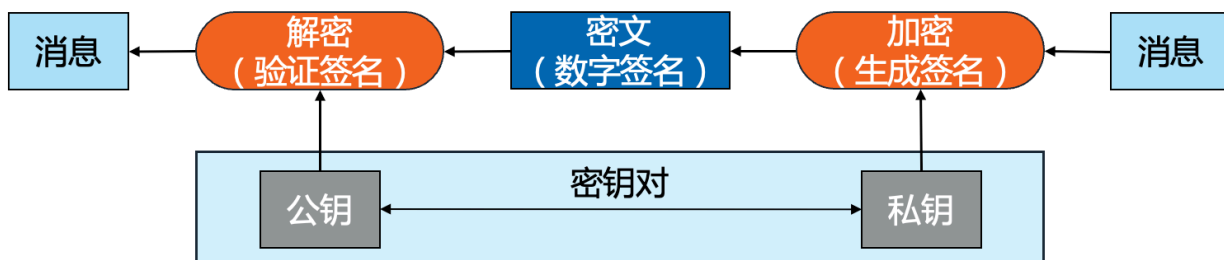 消息
解密
（验证签名）
密文
（数字签名）
加密
（生成签名）
消息
密钥对
公钥
私钥